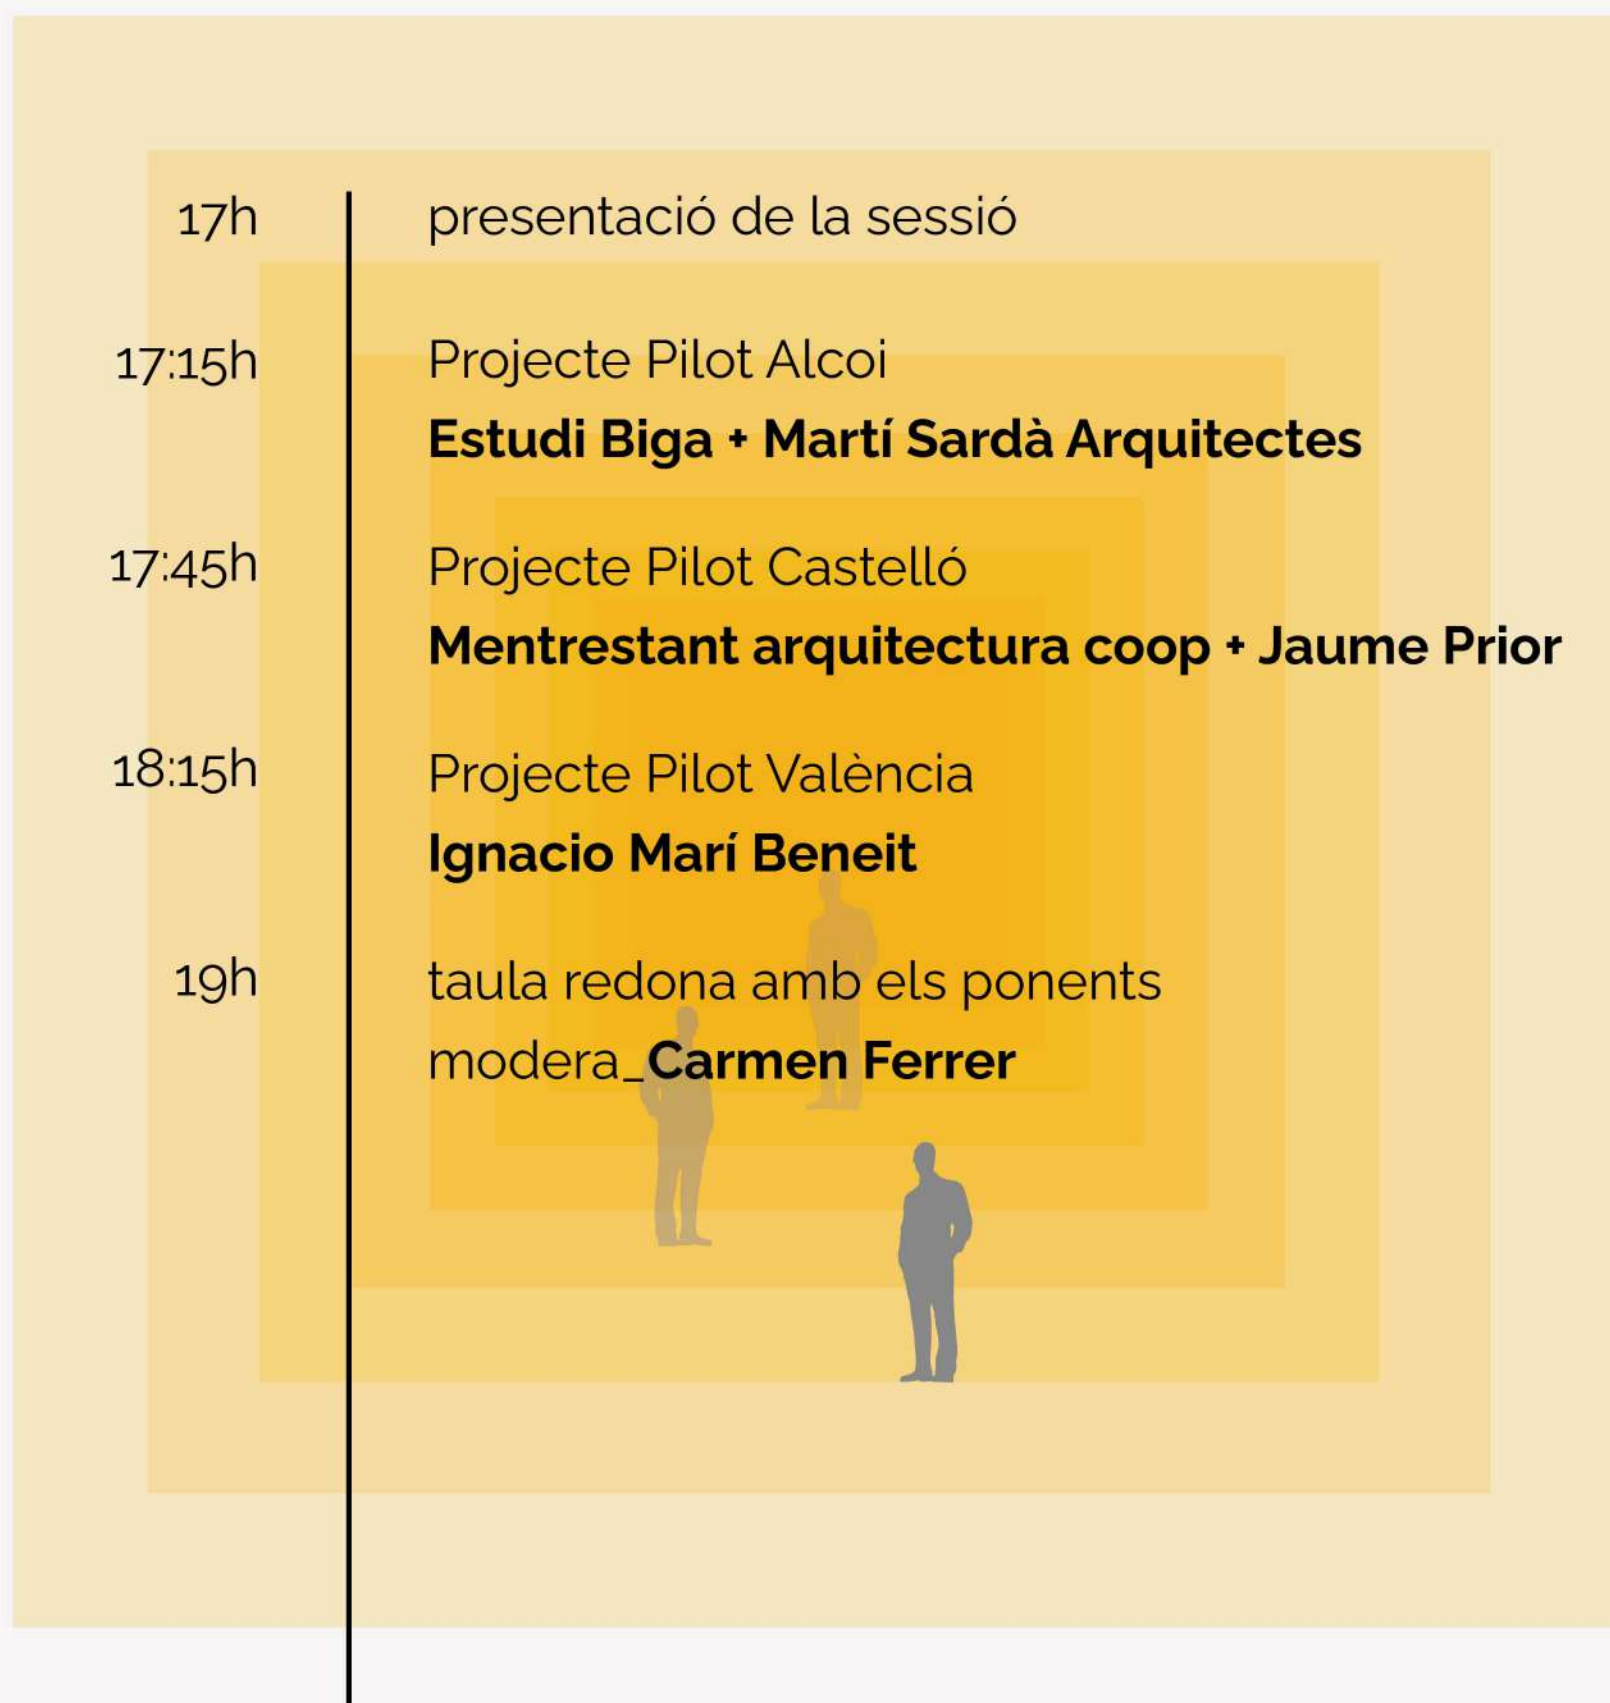 17h presentació de la sessió
17:15h Projecte Pilot Alcoi
Estudi Biga + Martí Sardà Arquitectes
17:45h Projecte Pilot Castelló
Mentrestant arquitectura coop + Jaume Prior
18:15h Projecte Pilot València
Ignacio Marí Beneit
19h taula redona amb els ponents
modera_Carmen Ferrer